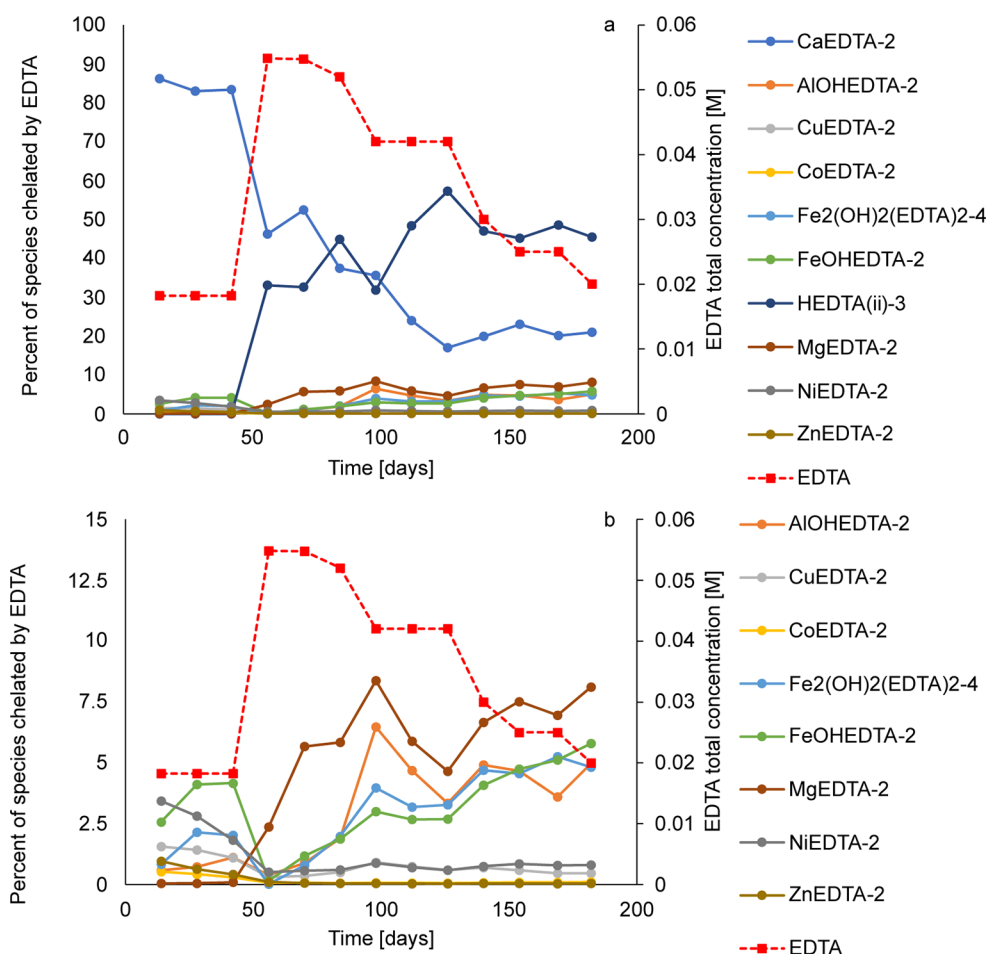 a
Percent of species chelated by EDTA
100
90
80
70
60
50
40
30
20
10
0
0
50
100
150
200
Time [days]
0.06
0.05
0.04
0.03
0.02
0.01
0
EDTA total concentration [M]
CaEDTA-2
AlOHEDTA-2
CuEDTA-2
CoEDTA-2
Fe2(OH)2(EDTA)2-4
FeOHEDTA-2
HEDTA(ii)-3
MgEDTA-2
NiEDTA-2
ZnEDTA-2
EDTA
b
Percent of species chelated by EDTA
15
12.5
10
7.5
5
2.5
0
0
50
100
150
200
Time [days]
0.06
0.05
0.04
0.03
0.02
0.01
0
EDTA total concentration [M]
AlOHEDTA-2
CuEDTA-2
CoEDTA-2
Fe2(OH)2(EDTA)2-4
FeOHEDTA-2
MgEDTA-2
NiEDTA-2
ZnEDTA-2
EDTA